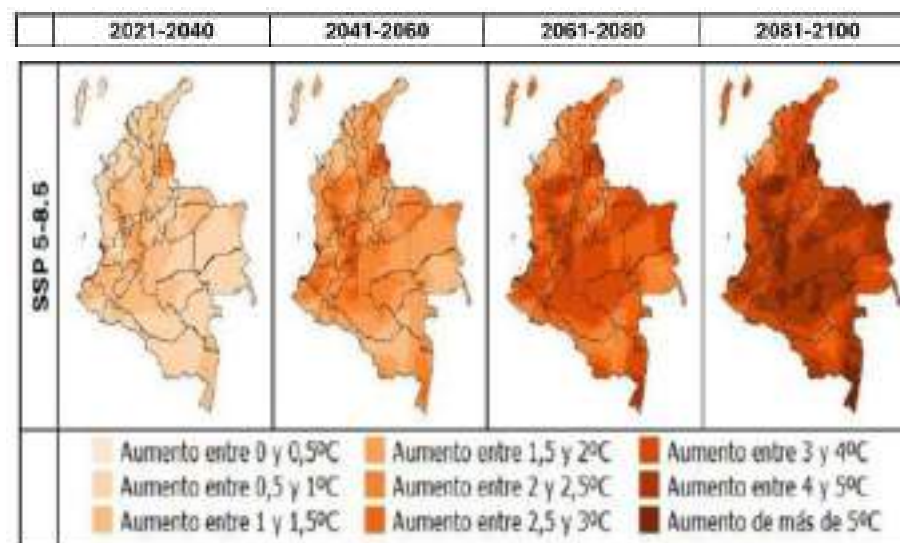 2021-2040 2041-2060 2061-2080 2081-2100
SSP 5-8.5
Aumento entre 0 y 0,5ºC Aumento entre 1,5 y 2ºC Aumento entre 3 y 4ºC
Aumento entre 0,5 y 1ºC Aumento entre 2 y 2,5ºC Aumento entre 4 y 5ºC
Aumento entre 1 y 1,5ºC Aumento entre 2,5 y 3ºC Aumento de más de 5ºC